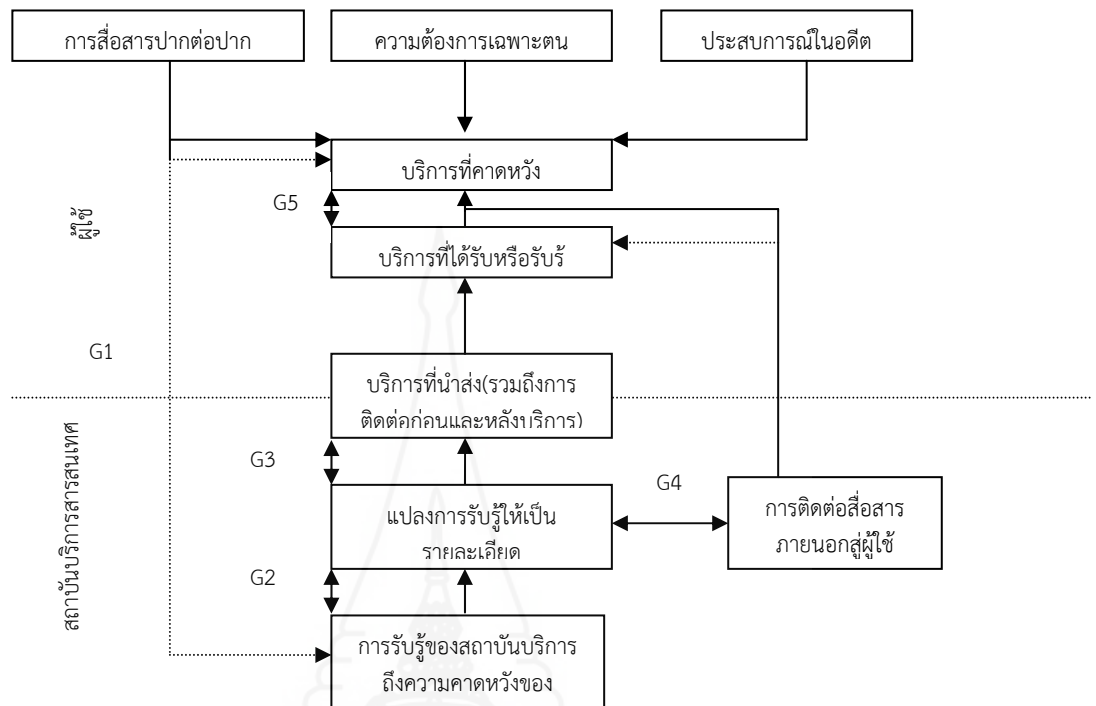 การสื่อสารปากต่อปาก
ความต้องการเฉพาะตน
ประสบการณ์ในอดีต
บริการที่คาดหวัง
G5
ผู้ใช้
บริการที่ได้รับหรือรับรู้
G1
บริการที่นำส่ง(รวมถึงการ
ติดต่อก่อนและหลังบริการ)
สถาบันบริการสารสนเทศ
G3
G4
แปลงการรับรู้ให้เป็น
รายละเอียด
การติดต่อสื่อสาร
ภายนอกสู่ผู้ใช้
G2
การรับรู้ของสถาบันบริการ
ถึงความคาดหวังของ